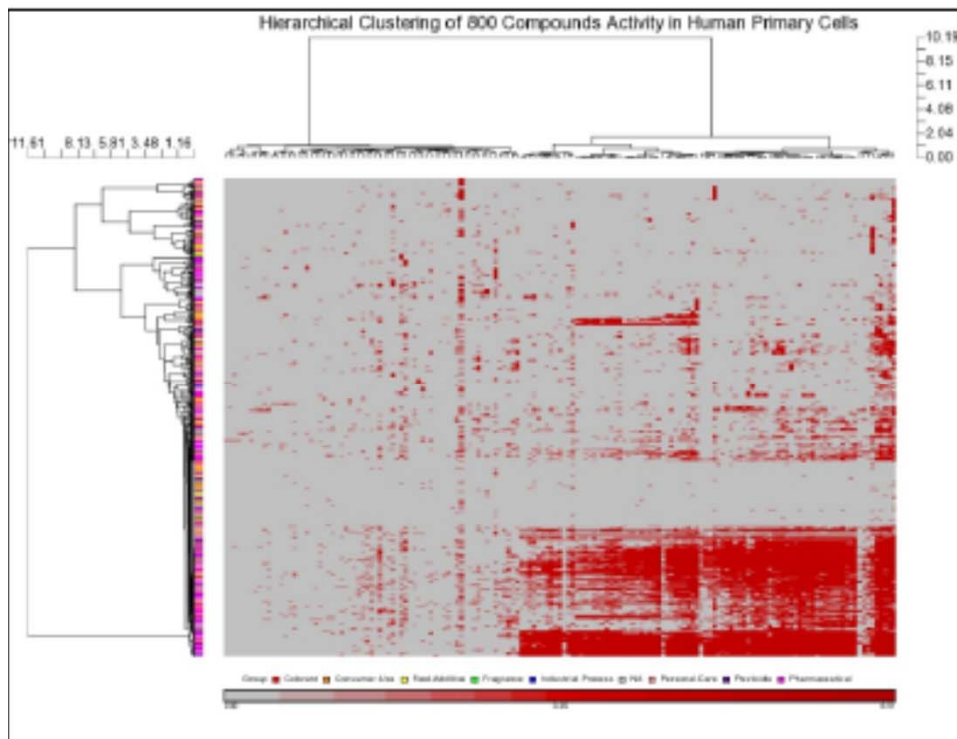 Hierarchical Clustering of 800 Compounds Activity in Human Primary Cells
10.19
8.15
6.11
4.08
2.04
0.00
11.61 8.13 5.81 3.48 1.16
Group Colorant Consumer Use Food Additive Fragrance Industrial Process NA Personal Care Pesticide Pharmaceutical
0.00